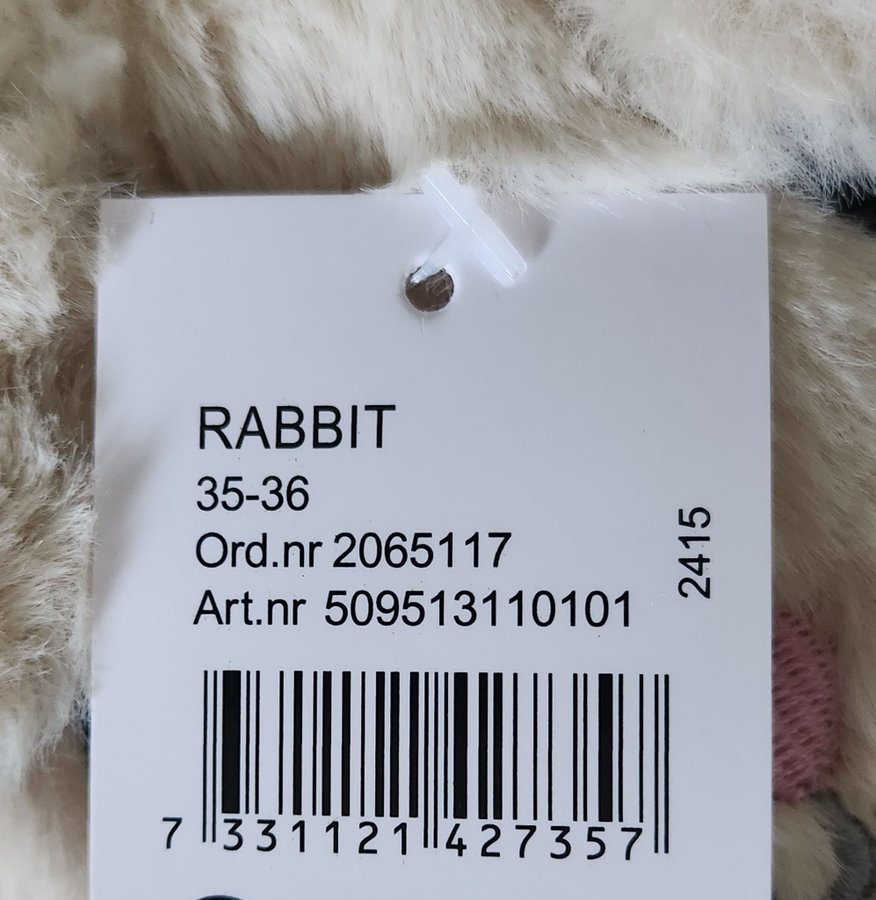 RABBIT
35-36
Ord.nr 2065117
Art.nr 509513110101
2415
7 331121 427357